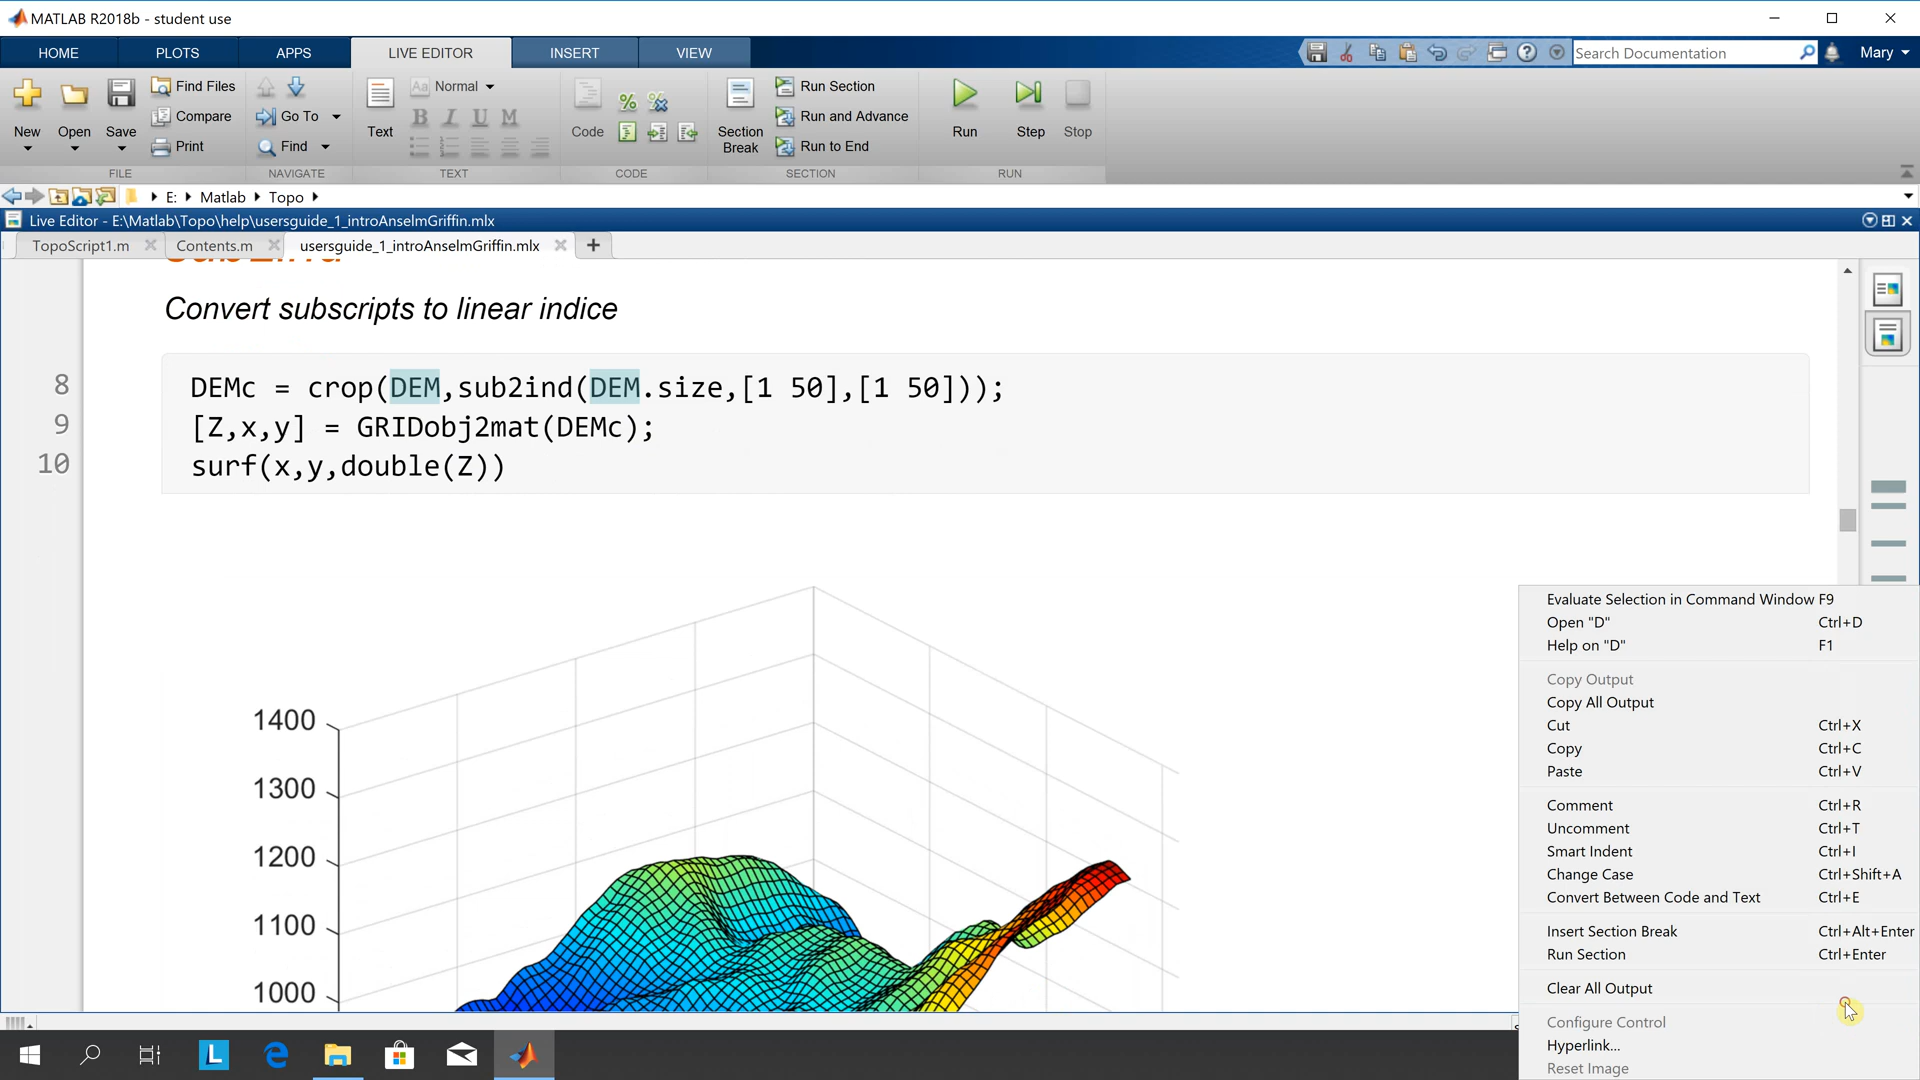 MATLAB R2018b - student use
HOME PLOTS APPS LIVE EDITOR INSERT VIEW
Search Documentation
Mary
New
Open
Save
Find Files
Compare
Print
FILE
Go To
Find
NAVIGATE
Text
Aa Normal
B I U M
TEXT
Code
CODE
Section Break
Run Section
Run and Advance
Run to End
SECTION
Run
Step
Stop
RUN
E: Matlab Topo
Live Editor - E:\Matlab\Topo\help\usersguide_1_introAnselmGriffin.mlx
TopoScript1.m Contents.m usersguide_1_introAnselmGriffin.mlx
Convert subscripts to linear indice
8 DEMc = crop(DEM,sub2ind(DEM.size,[1 50],[1 50]));
9 [Z,x,y] = GRIDobj2mat(DEMc);
10 surf(x,y,double(Z))
1400
1300
1200
1100
1000
Evaluate Selection in Command Window F9
Open "D" Ctrl+D
Help on "D" F1
Copy Output
Copy All Output
Cut Ctrl+X
Copy Ctrl+C
Paste Ctrl+V
Comment Ctrl+R
Uncomment Ctrl+T
Smart Indent Ctrl+I
Change Case Ctrl+Shift+A
Convert Between Code and Text Ctrl+E
Insert Section Break Ctrl+Alt+Enter
Run Section Ctrl+Enter
Clear All Output
Configure Control
Hyperlink...
Reset Image